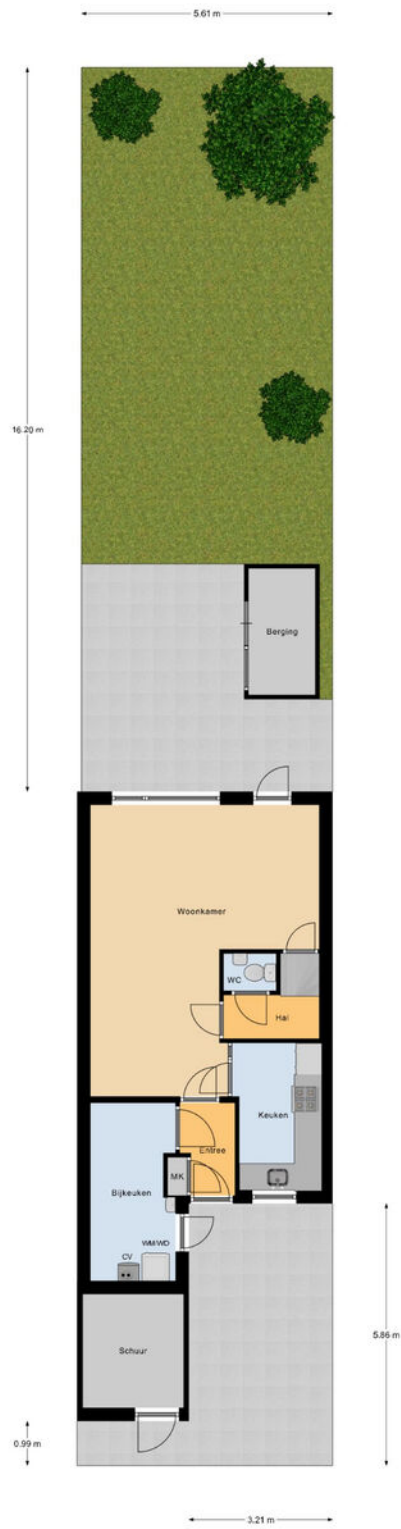 5.61 m
16.20 m
Berging
Woonkamer
WC
Hal
Keuken
Entree
MK
Bijkeuken
WM/WD
CV
Schuur
5.86 m
0.99 m
3.21 m